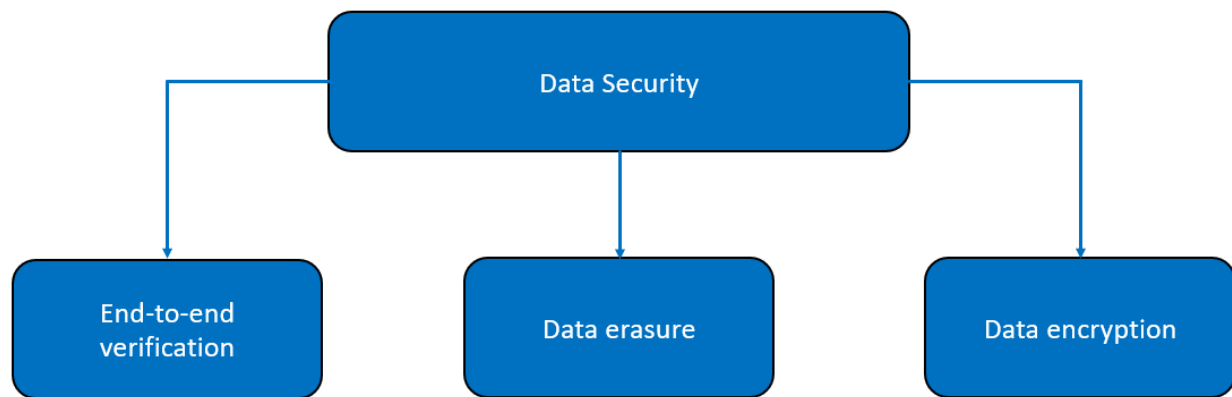 Data Security
End-to-end
verification
Data erasure
Data encryption